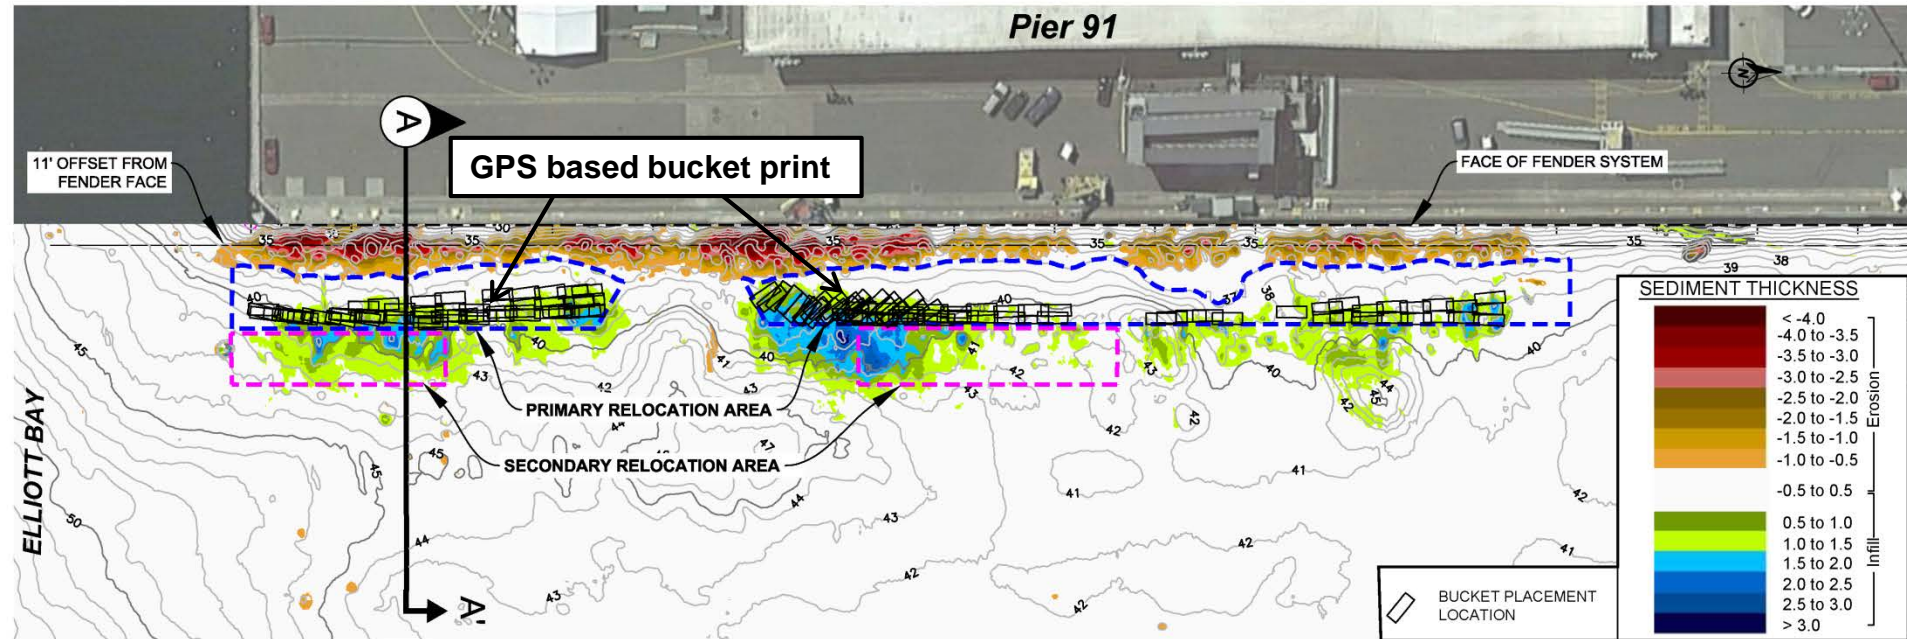 Pier 91
N
A
GPS based bucket print
11' OFFSET FROM
FENDER FACE
FACE OF FENDER SYSTEM
35
35
35
35
35
35
39
38
40
40
38
37
40
45
40
40
41
41
43
42
43
42
43
43
40
44
45
42
42
42
PRIMARY RELOCATION AREA
SECONDARY RELOCATION AREA
ELLIOTT BAY
45
45
47
44
50
44
43
43
42
41
41
42
42
42
41
A'
SEDIMENT THICKNESS
< -4.0
-4.0 to -3.5
-3.5 to -3.0
-3.0 to -2.5
-2.5 to -2.0
-2.0 to -1.5
-1.5 to -1.0
-1.0 to -0.5
-0.5 to 0.5
0.5 to 1.0
1.0 to 1.5
1.5 to 2.0
2.0 to 2.5
2.5 to 3.0
> 3.0
Erosion
Infill
BUCKET PLACEMENT
LOCATION